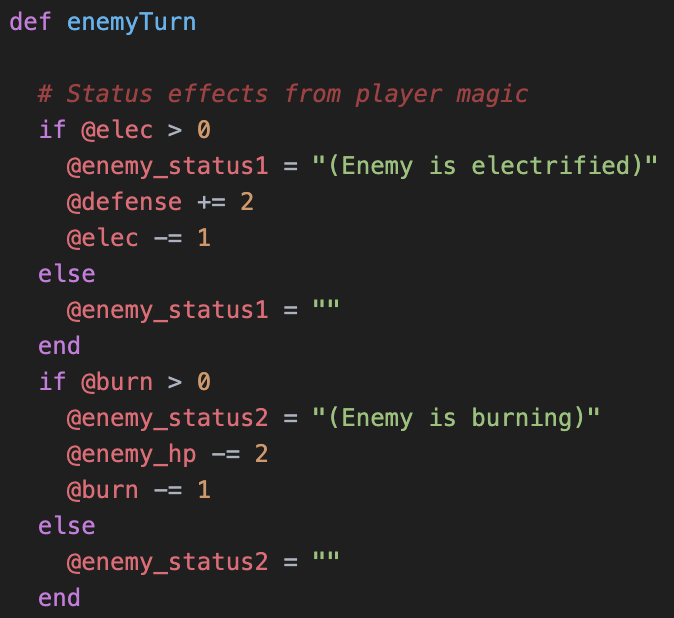 def enemyTurn

  # Status effects from player magic
  if @elec > 0
    @enemy_status1 = "(Enemy is electrified)"
    @defense += 2
    @elec -= 1
  else
    @enemy_status1 = ""
  end
  if @burn > 0
    @enemy_status2 = "(Enemy is burning)"
    @enemy_hp -= 2
    @burn -= 1
  else
    @enemy_status2 = ""
  end